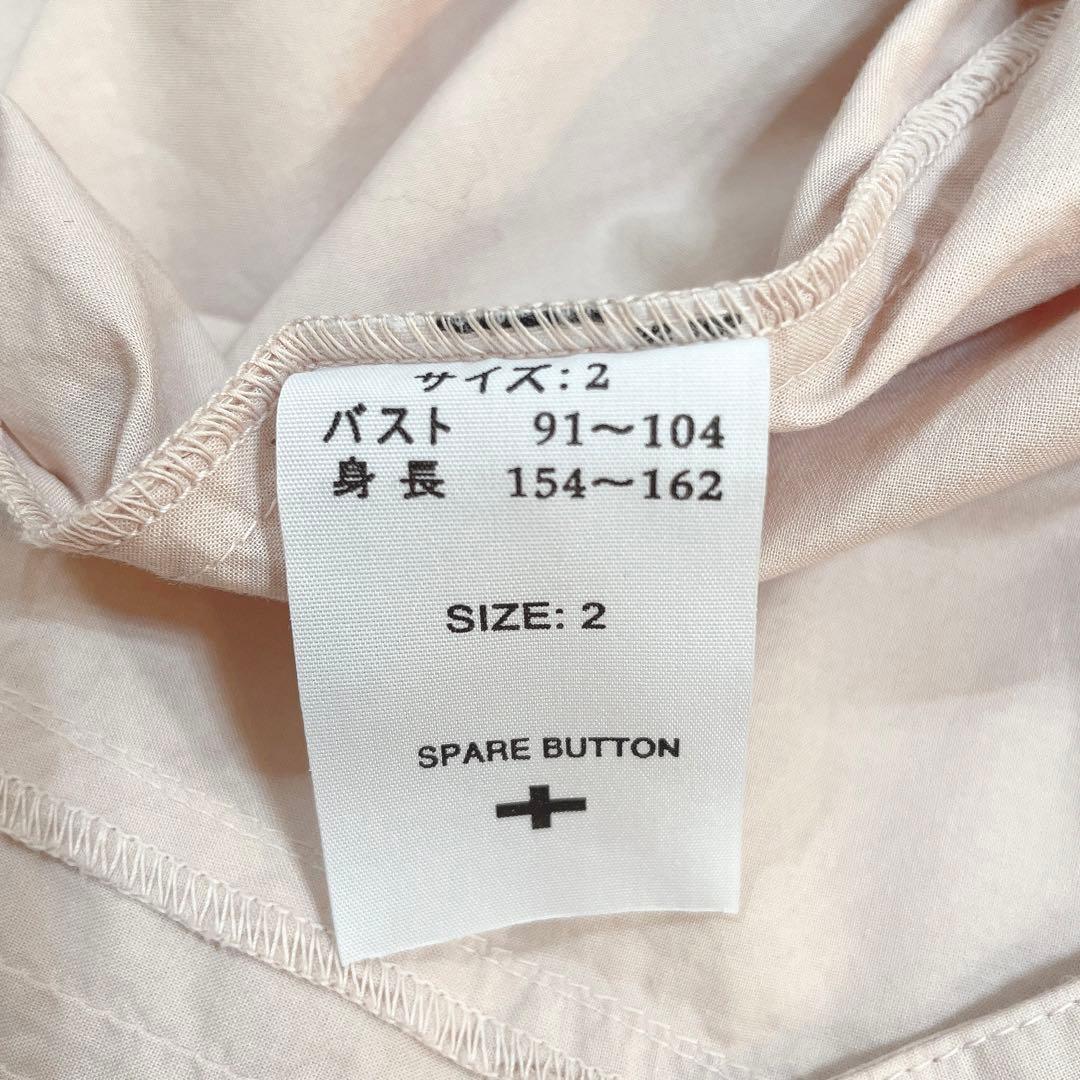 サイズ: 2
バスト 91～104
身長 154～162
SIZE: 2
SPARE BUTTON